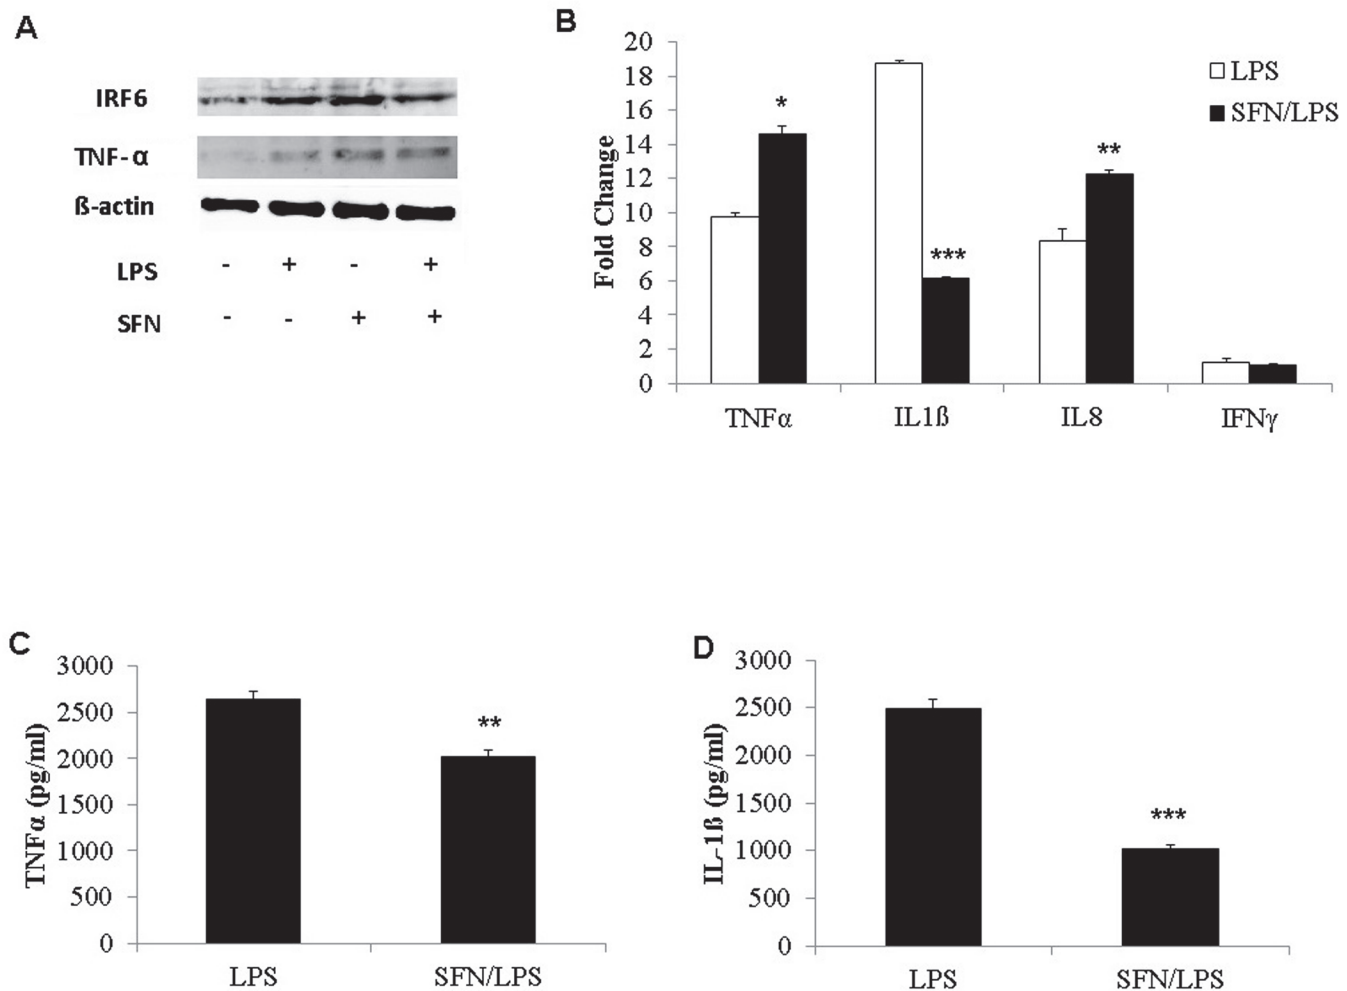 A
IRF6
TNF-α
ß-actin
LPS - + - +
SFN - - + +
B
20
18
16
14
12
10
8
6
4
2
0
Fold Change
* *** **
LPS
SFN/LPS
TNFα IL1ß IL8 IFNγ
C
3000
2500
2000
1500
1000
500
0
TNFα (pg/ml)
**
LPS SFN/LPS
D
3000
2500
2000
1500
1000
500
0
IL-1ß (pg/ml)
***
LPS SFN/LPS